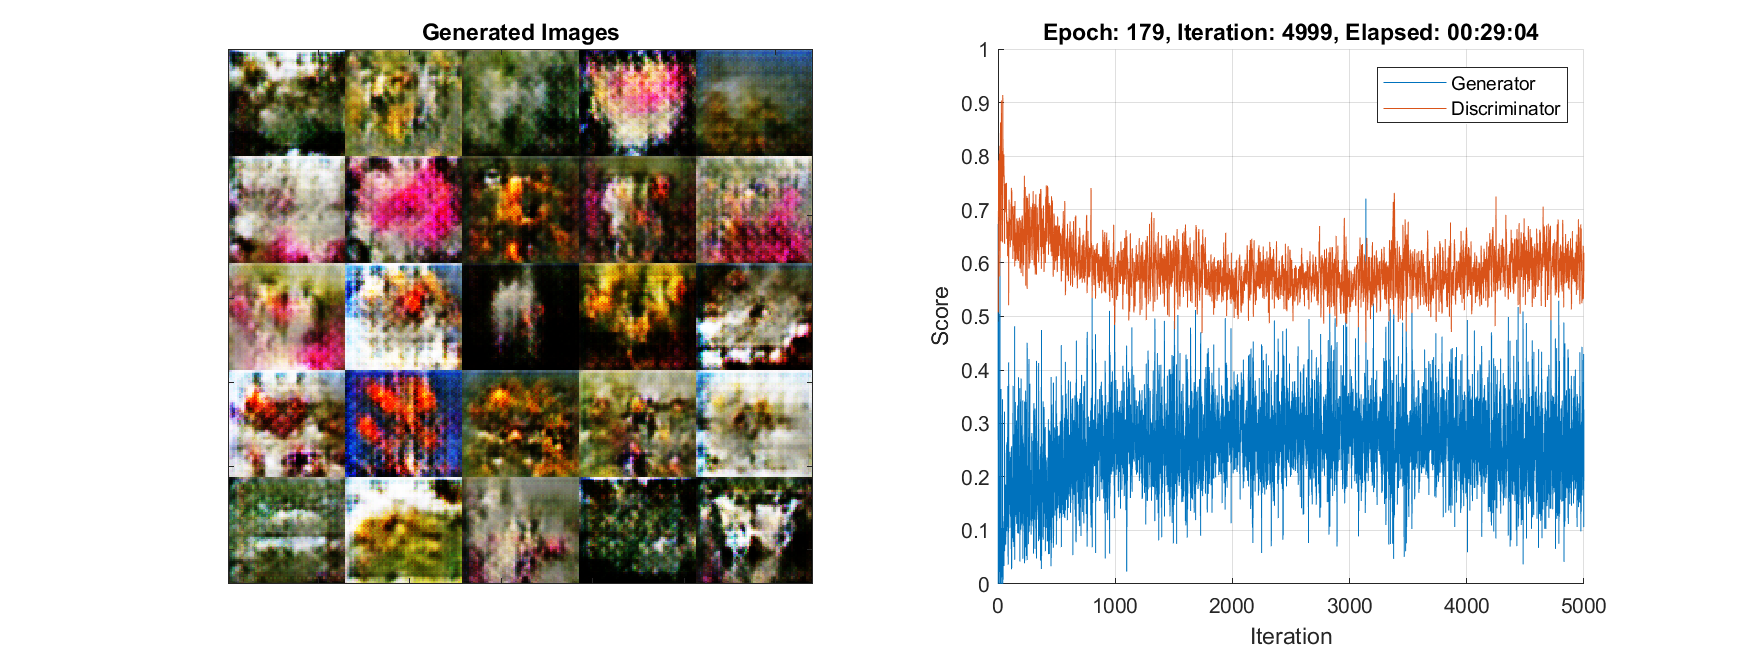 Generated Images
Epoch: 179, Iteration: 4999, Elapsed: 00:29:04
1
0.9
0.8
0.7
0.6
0.5
0.4
0.3
0.2
0.1
0
Score
Generator
Discriminator
0 1000 2000 3000 4000 5000
Iteration